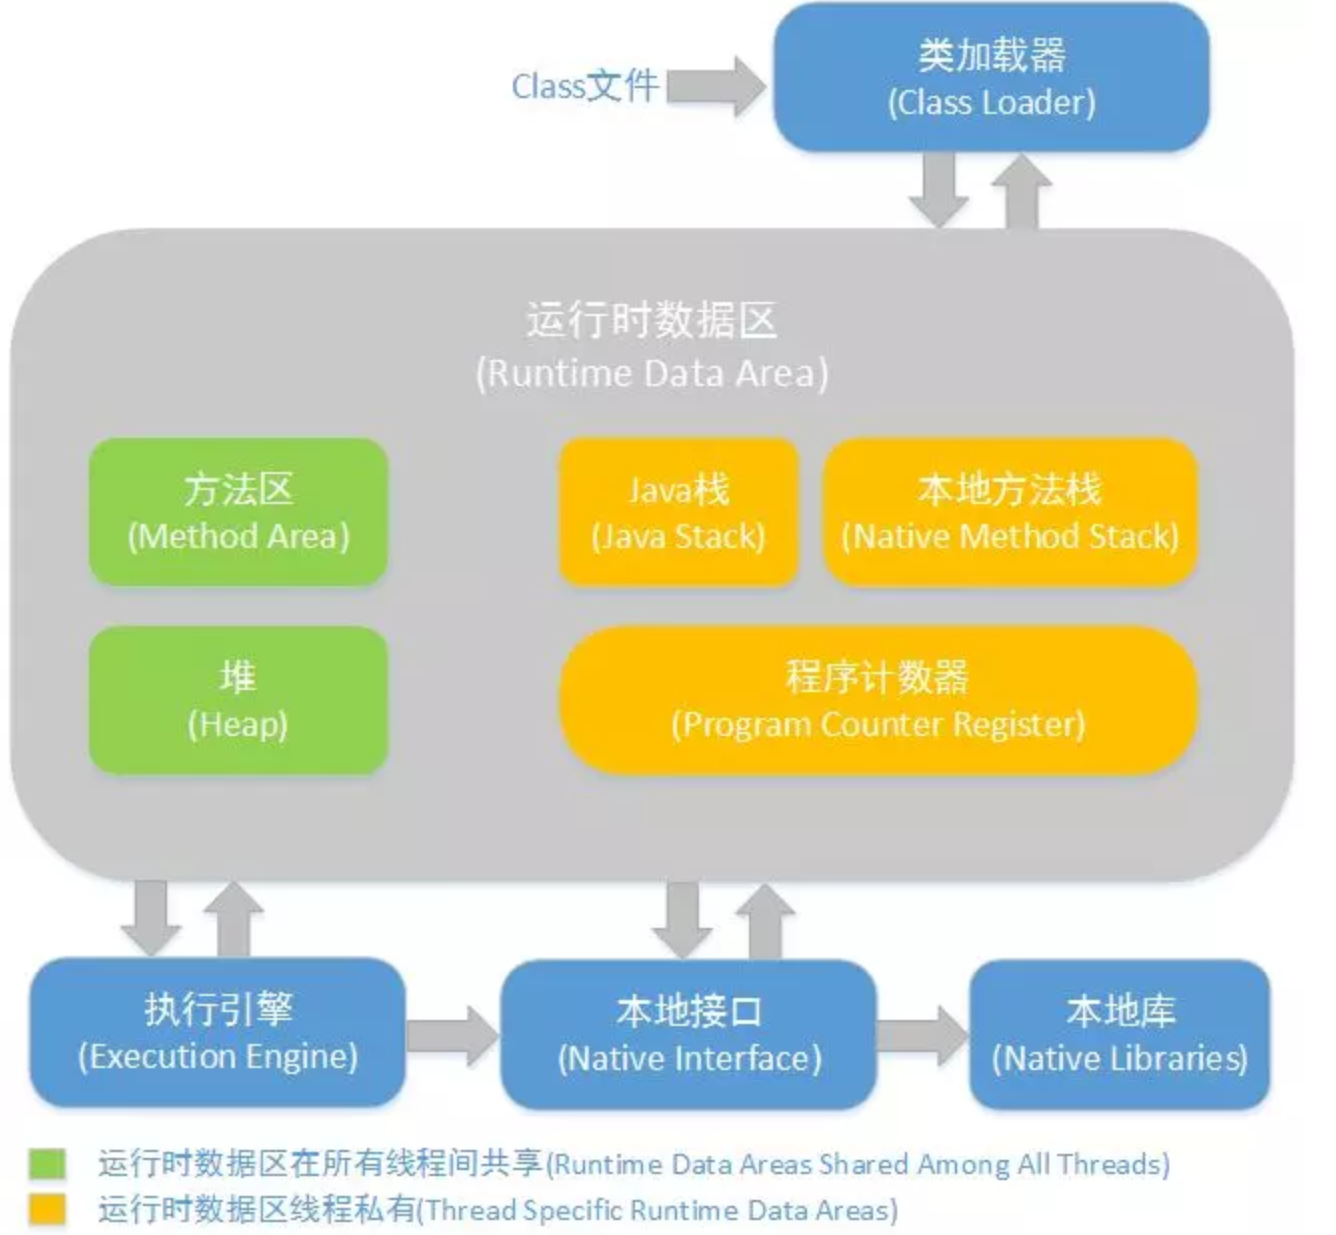 类加载器
(Class Loader)
Class文件
运行时数据区
(Runtime Data Area)
方法区
(Method Area)
Java栈
(Java Stack)
本地方法栈
(Native Method Stack)
堆
(Heap)
程序计数器
(Program Counter Register)
执行引擎
(Execution Engine)
本地接口
(Native Interface)
本地库
(Native Libraries)
运行时数据区在所有线程间共享(Runtime Data Areas Shared Among All Threads)
运行时数据区线程私有(Thread Specific Runtime Data Areas)